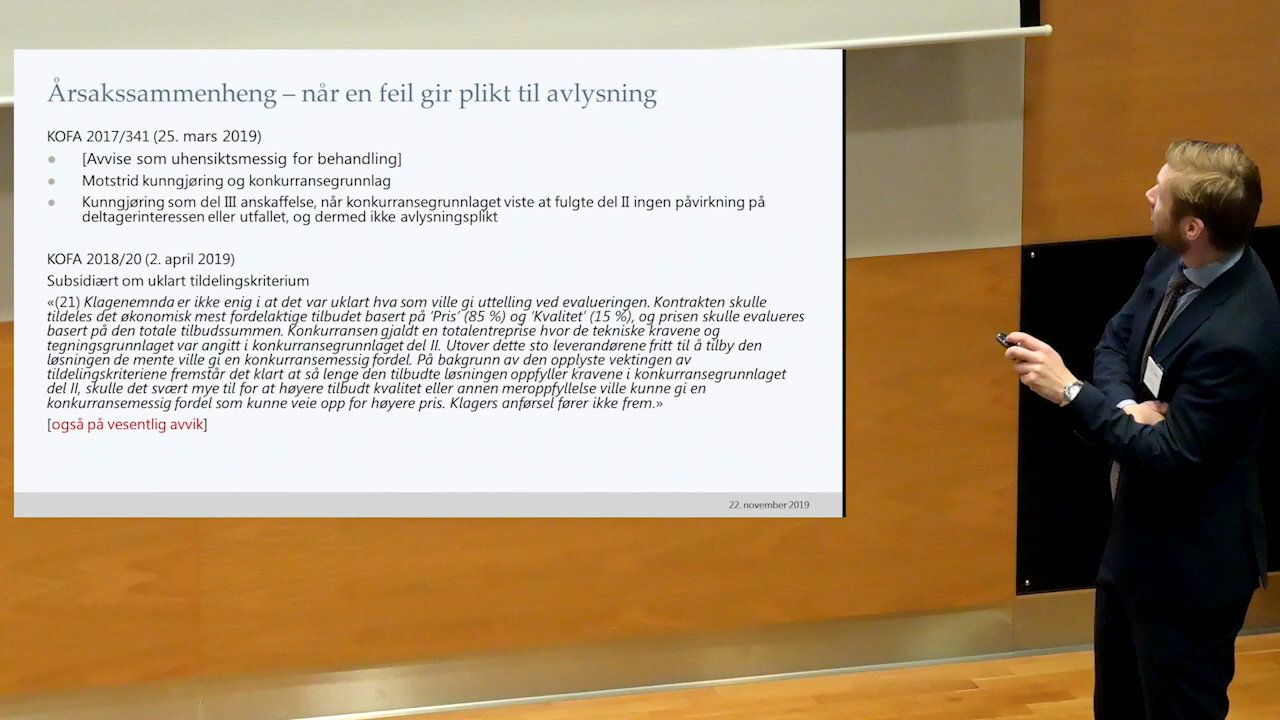 Årsakssammenheng – når en feil gir plikt til avlysning
KOFA 2017/341 (25. mars 2019)
[Avvise som uhensiktsmessig for behandling]
Motstrid kunngjøring og konkurransegrunnlag
Kunngjøring som del III anskaffelse, når konkurransegrunnlaget viste at fulgte del II ingen påvirkning på
deltagerinteressen eller utfallet, og dermed ikke avlysningsplikt
KOFA 2018/20 (2. april 2019)
Subsidiært om uklart tildelingskriterium
«(21) Klagenemnda er ikke enig i at det var uklart hva som ville gi uttelling ved evalueringen. Kontrakten skulle
tildeles det økonomisk mest fordelaktige tilbudet basert på ‘Pris’ (85 %) og ‘Kvalitet’ (15 %), og prisen skulle evalueres
basert på den totale tilbudssummen. Konkurransen gjaldt en totalentreprise hvor de tekniske kravene og
tegningsgrunnlaget var angitt i konkurransegrunnlaget del II. Utover dette sto leverandørene fritt til å tilby den
løsningen de mente ville gi en konkurransemessig fordel. På bakgrunn av den opplyste vektingen av
tildelingskriteriene fremstår det klart at så lenge den tilbudte løsningen oppfyller kravene i konkurransegrunnlaget
del II, skulle det svært mye til for at høyere tilbudt kvalitet eller annen meroppfyllelse ville kunne gi en
konkurransemessig fordel som kunne veie opp for høyere pris. Klagers anførsel fører ikke frem.»
[også på vesentlig avvik]
22. november 2019